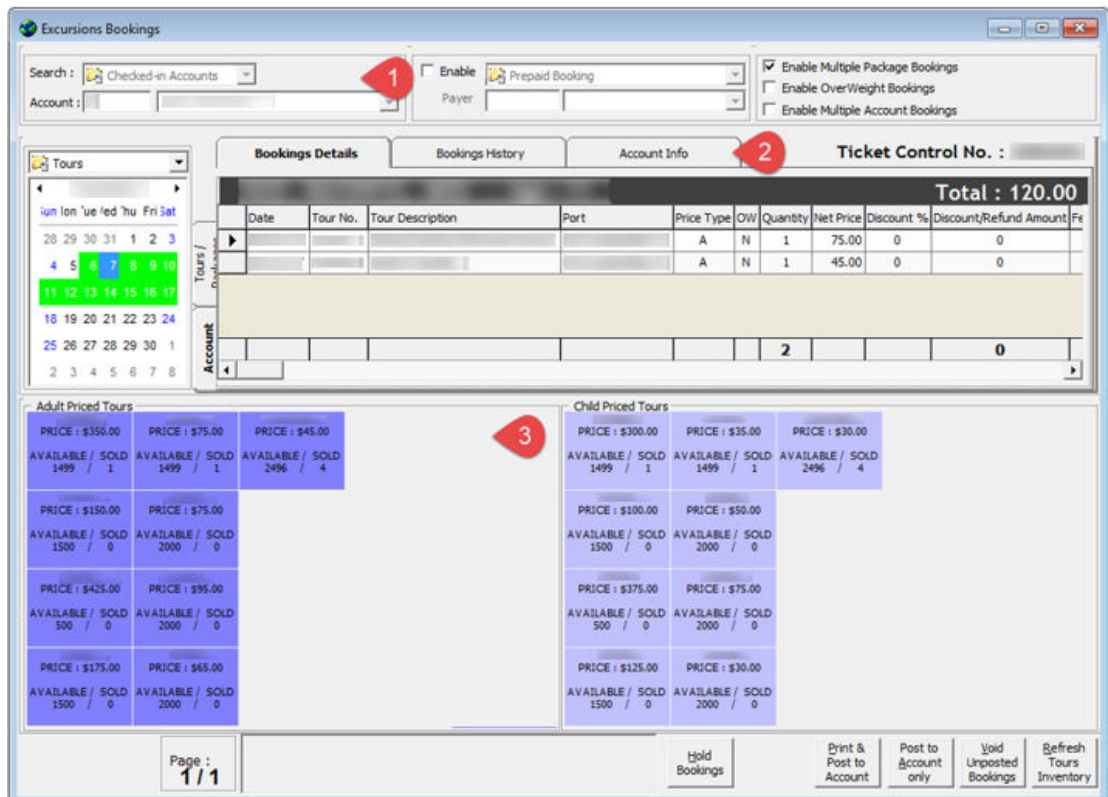 Excursions Bookings
Search : Checked-in Accounts
Account :
1
Enable Prepaid Booking
Payer
Enable Multiple Package Bookings
Enable OverWeight Bookings
Enable Multiple Account Bookings
Tours
Bookings Details Bookings History Account Info
2
Ticket Control No. :
Total : 120.00
Fri Sat
28 29 30 31 1 2 3
4 5 6 7 8 9 10
11 12 13 14 15 16 17
18 19 20 21 22 23 24
25 26 27 28 29 30 1
2 3 4 5 6 7 8
Tours /
Account
Date Tour No. Tour Description Port Price Type OW Quantity Net Price Discount % Discount/Refund Amount Fe
A N 1 75.00 0 0
A N 1 45.00 0 0
2 0
Adult Priced Tours
3
PRICE : $350.00 PRICE : $75.00 PRICE : $45.00
AVAILABLE / SOLD AVAILABLE / SOLD AVAILABLE / SOLD
1499 / 1 1499 / 1 2496 / 4
PRICE : $150.00 PRICE : $75.00
AVAILABLE / SOLD AVAILABLE / SOLD
1500 / 0 2000 / 0
PRICE : $425.00 PRICE : $95.00
AVAILABLE / SOLD AVAILABLE / SOLD
500 / 0 2000 / 0
PRICE : $175.00 PRICE : $65.00
AVAILABLE / SOLD AVAILABLE / SOLD
1500 / 0 2000 / 0
Child Priced Tours
PRICE : $300.00 PRICE : $35.00 PRICE : $30.00
AVAILABLE / SOLD AVAILABLE / SOLD AVAILABLE / SOLD
1499 / 1 1499 / 1 2496 / 4
PRICE : $100.00 PRICE : $50.00
AVAILABLE / SOLD AVAILABLE / SOLD
1500 / 0 2000 / 0
PRICE : $375.00 PRICE : $75.00
AVAILABLE / SOLD AVAILABLE / SOLD
500 / 0 2000 / 0
PRICE : $125.00 PRICE : $30.00
AVAILABLE / SOLD AVAILABLE / SOLD
1500 / 0 2000 / 0
Page :
1 / 1
Hold
Bookings
Print &
Post to
Account
Post to
Account
only
Void
Unposted
Bookings
Refresh
Tours
Inventory